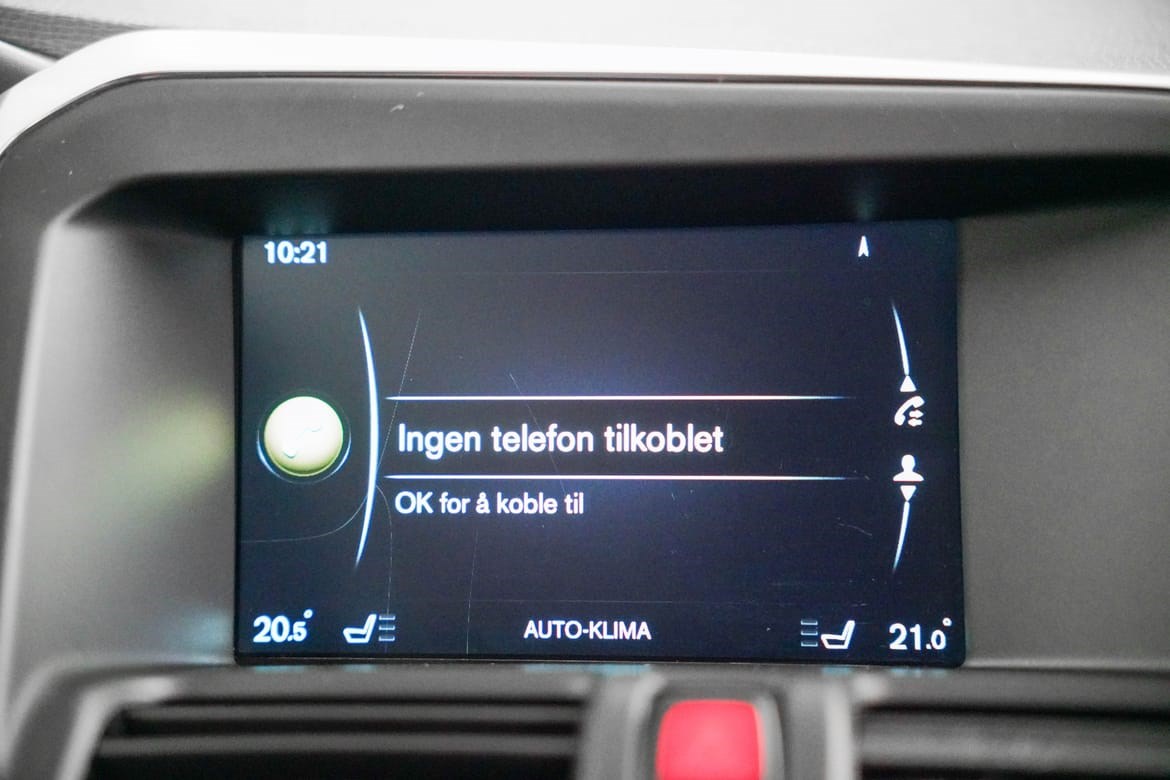 10:21
Ingen telefon tilkoblet
OK for å koble til
20.5° AUTO-KLIMA 21.0°